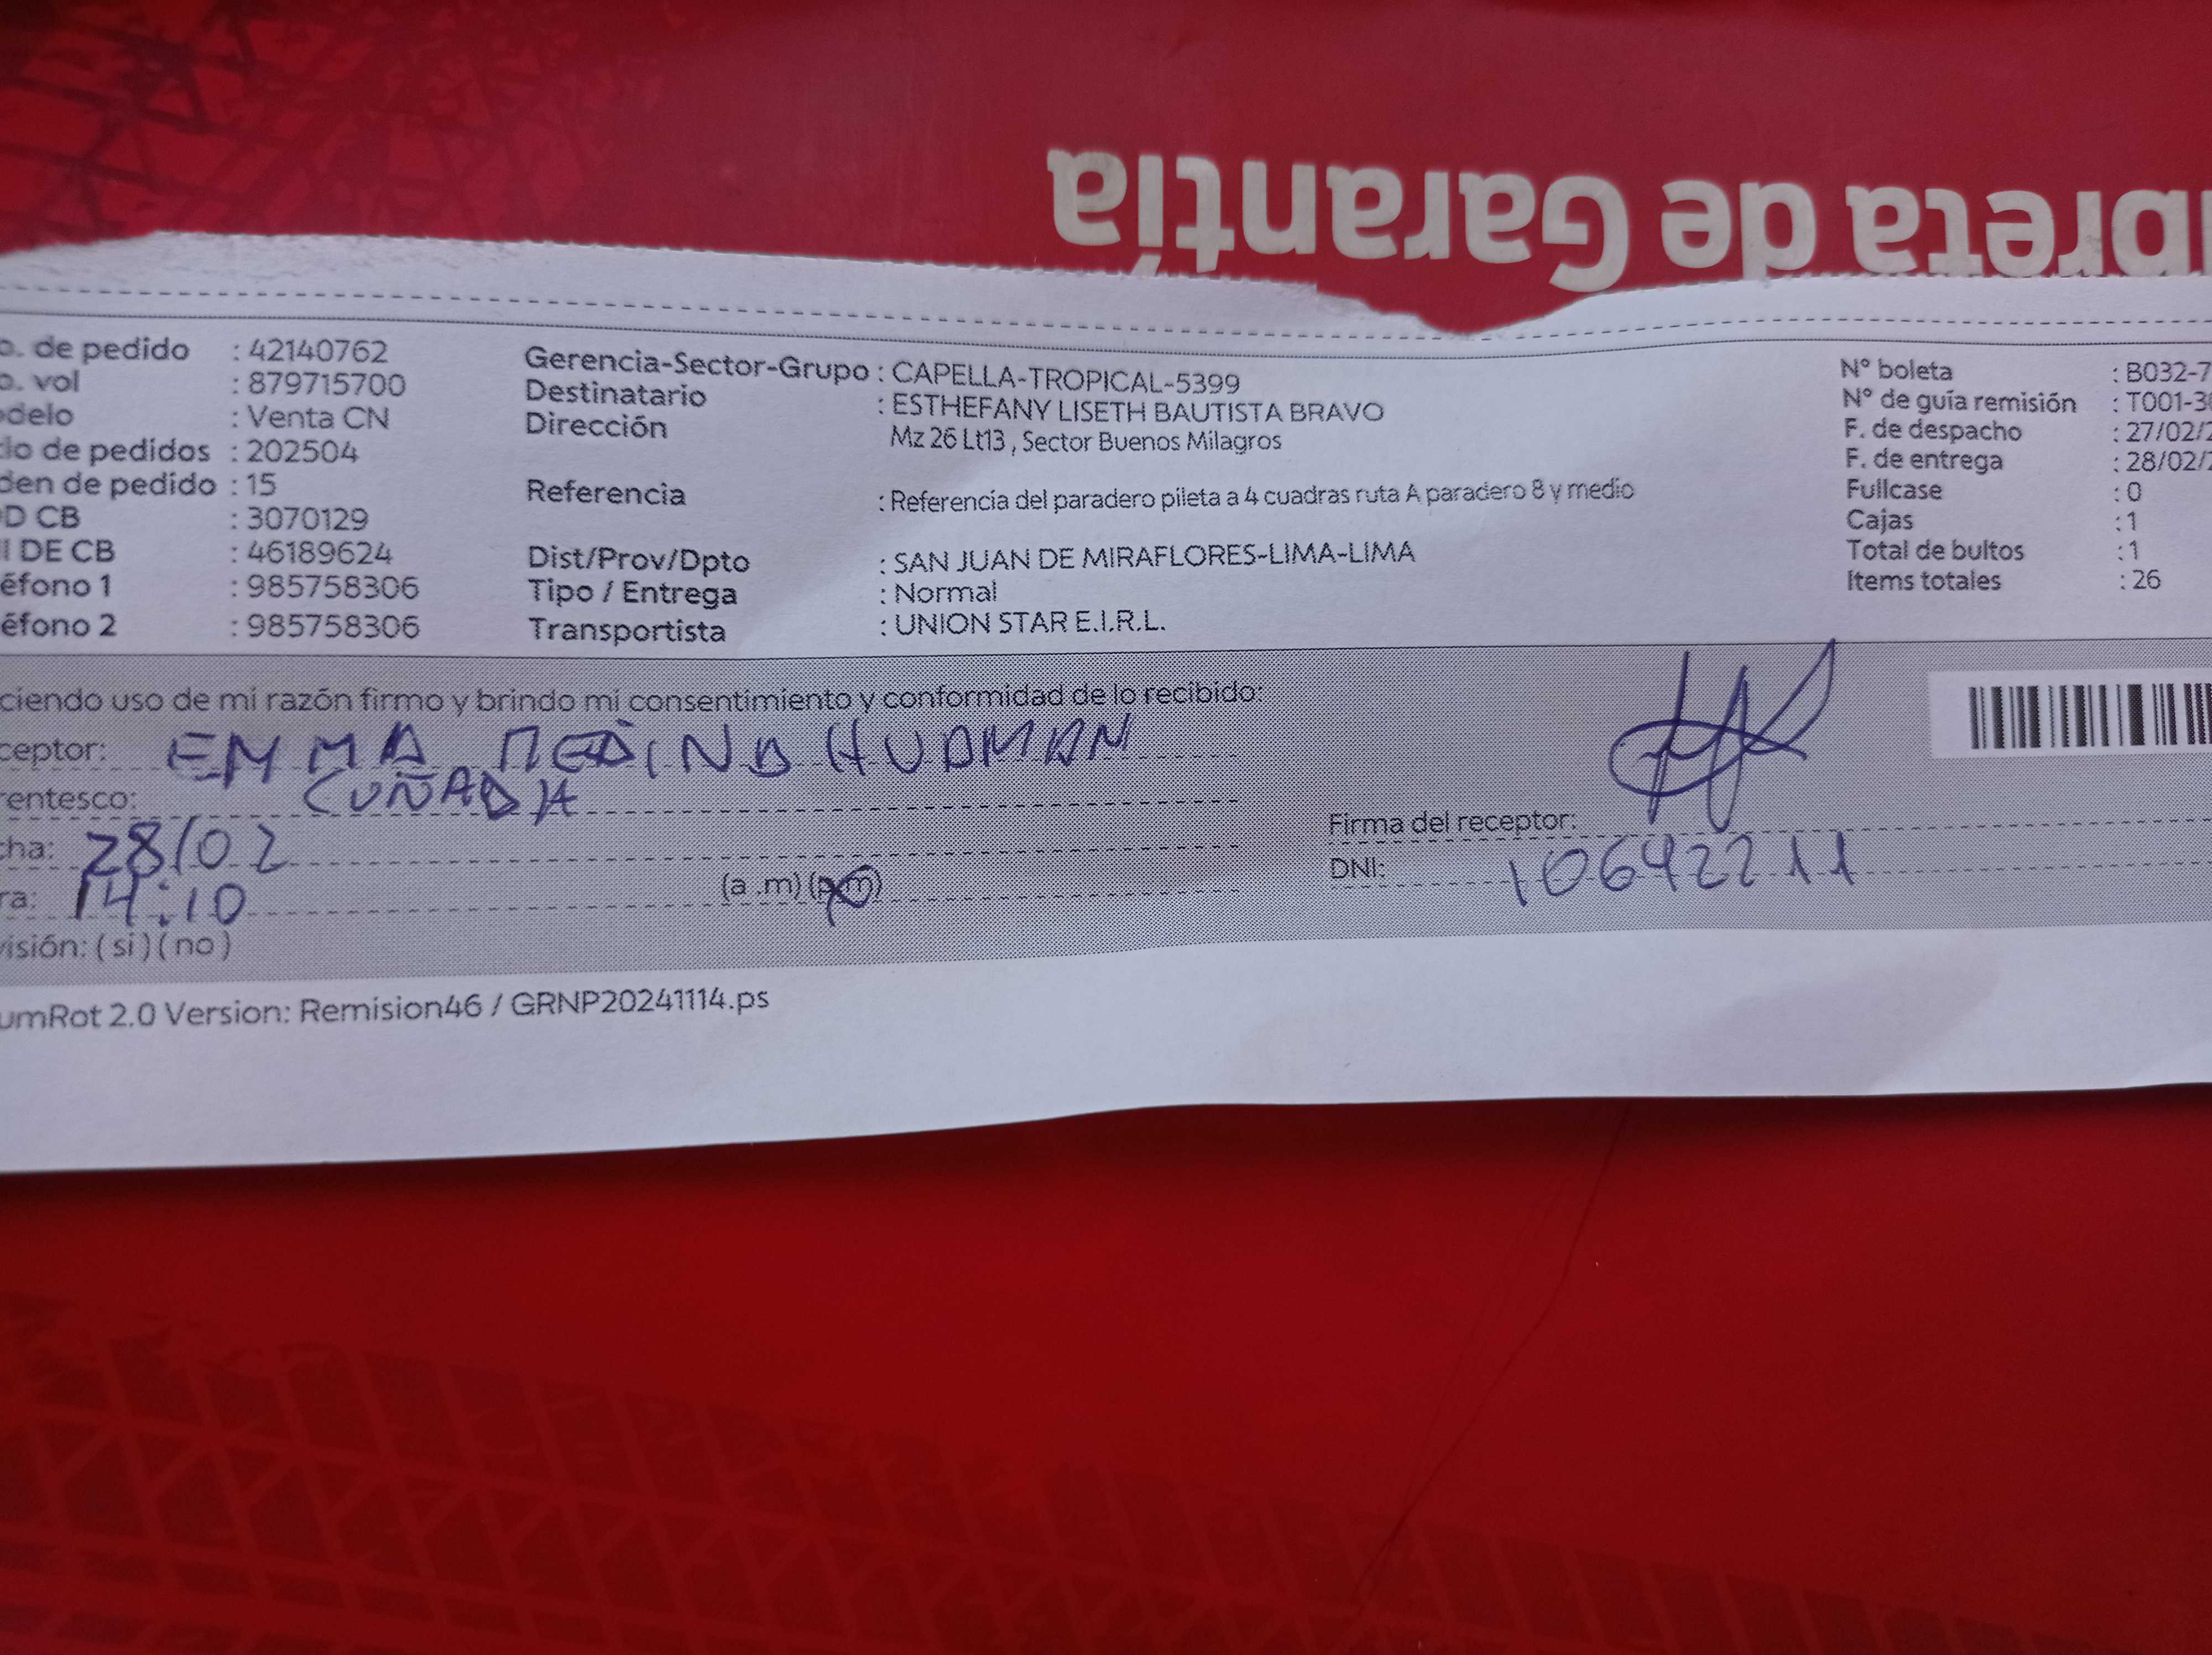 breta de Garantía
o. de pedido : 42140762
o. vol : 879715700
delo : Venta CN
clo de pedidos : 202504
den de pedido : 15
D CB : 3070129
I DE CB : 46189624
éfono 1 : 985758306
éfono 2 : 985758306
Gerencia-Sector-Grupo : CAPELLA-TROPICAL-5399
Destinatario : ESTHEFANY LISETH BAUTISTA BRAVO
Dirección Mz 26 Lt13 , Sector Buenos Milagros
Referencia : Referencia del paradero pileta a 4 cuadras ruta A paradero 8 y medio
Dist/Prov/Dpto : SAN JUAN DE MIRAFLORES-LIMA-LIMA
Tipo / Entrega : Normal
Transportista : UNION STAR E.I.R.L.
N° boleta : B032-7
N° de guía remisión : T001-3
F. de despacho : 27/02/2
F. de entrega : 28/02/2
Fullcase : 0
Cajas : 1
Total de bultos : 1
Items totales : 26
ciendo uso de mi razón firmo y brindo mi consentimiento y conformidad de lo recibido:
ceptor: EMMA MEDINA HUAMAN
rentesco: CUÑADA
cha: 28/02
ra: 14:10 (a .m) (p.m)
visión: ( si ) ( no )
Firma del receptor:
DNI: 10642211
umRot 2.0 Version: Remision46 / GRNP20241114.ps